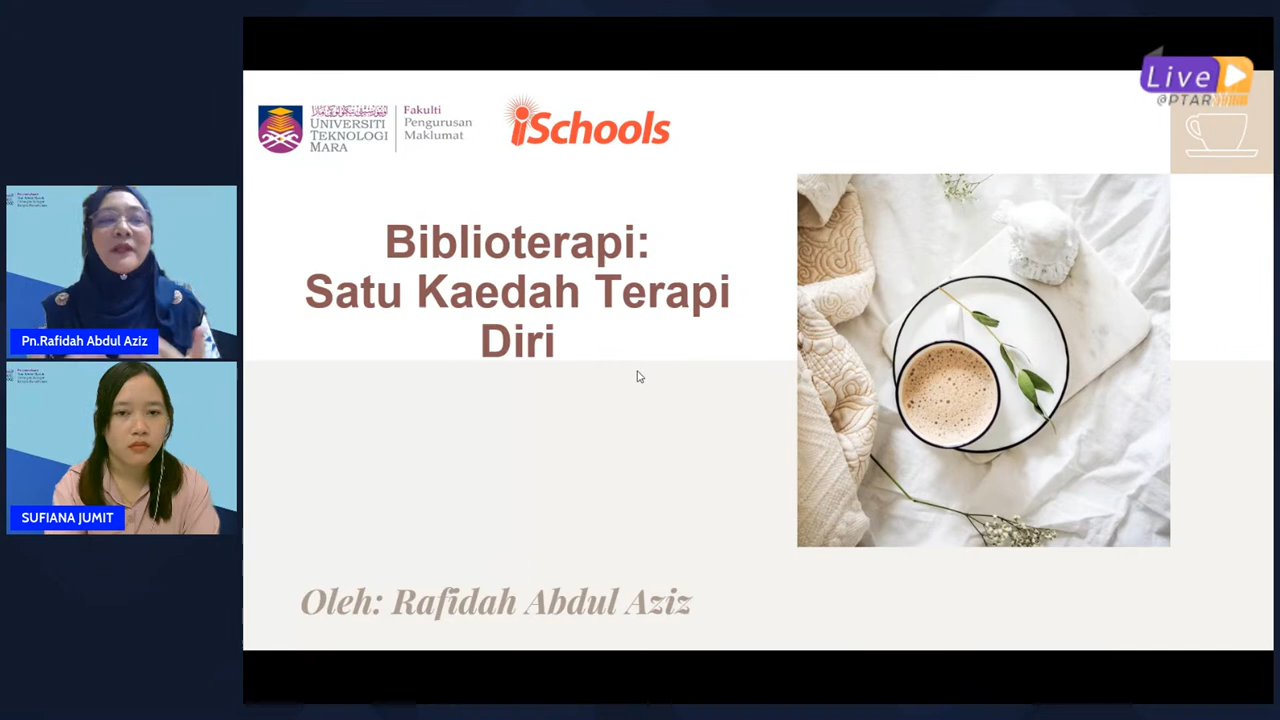 Live
@PTAR
UNIVERSITI
TEKNOLOGI
MARA
Fakulti
Pengurusan
Maklumat
iSchools
Biblioterapi:
Satu Kaedah Terapi
Diri
Oleh: Rafidah Abdul Aziz
Pn.Rafidah Abdul Aziz
SUFIANA JUMIT